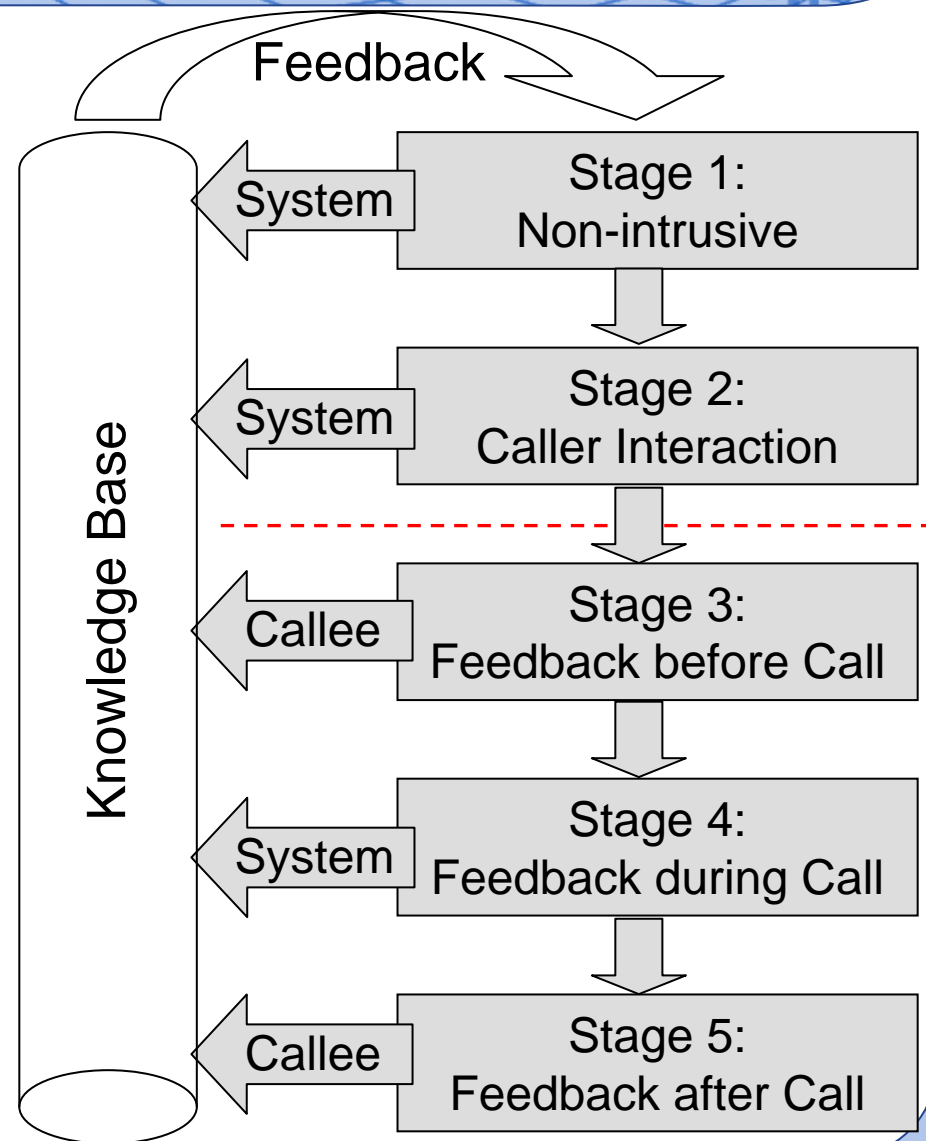 Feedback
System
Stage 1:
Non-intrusive
System
Stage 2:
Caller Interaction
Knowledge Base
Callee
Stage 3:
Feedback before Call
System
Stage 4:
Feedback during Call
Callee
Stage 5:
Feedback after Call